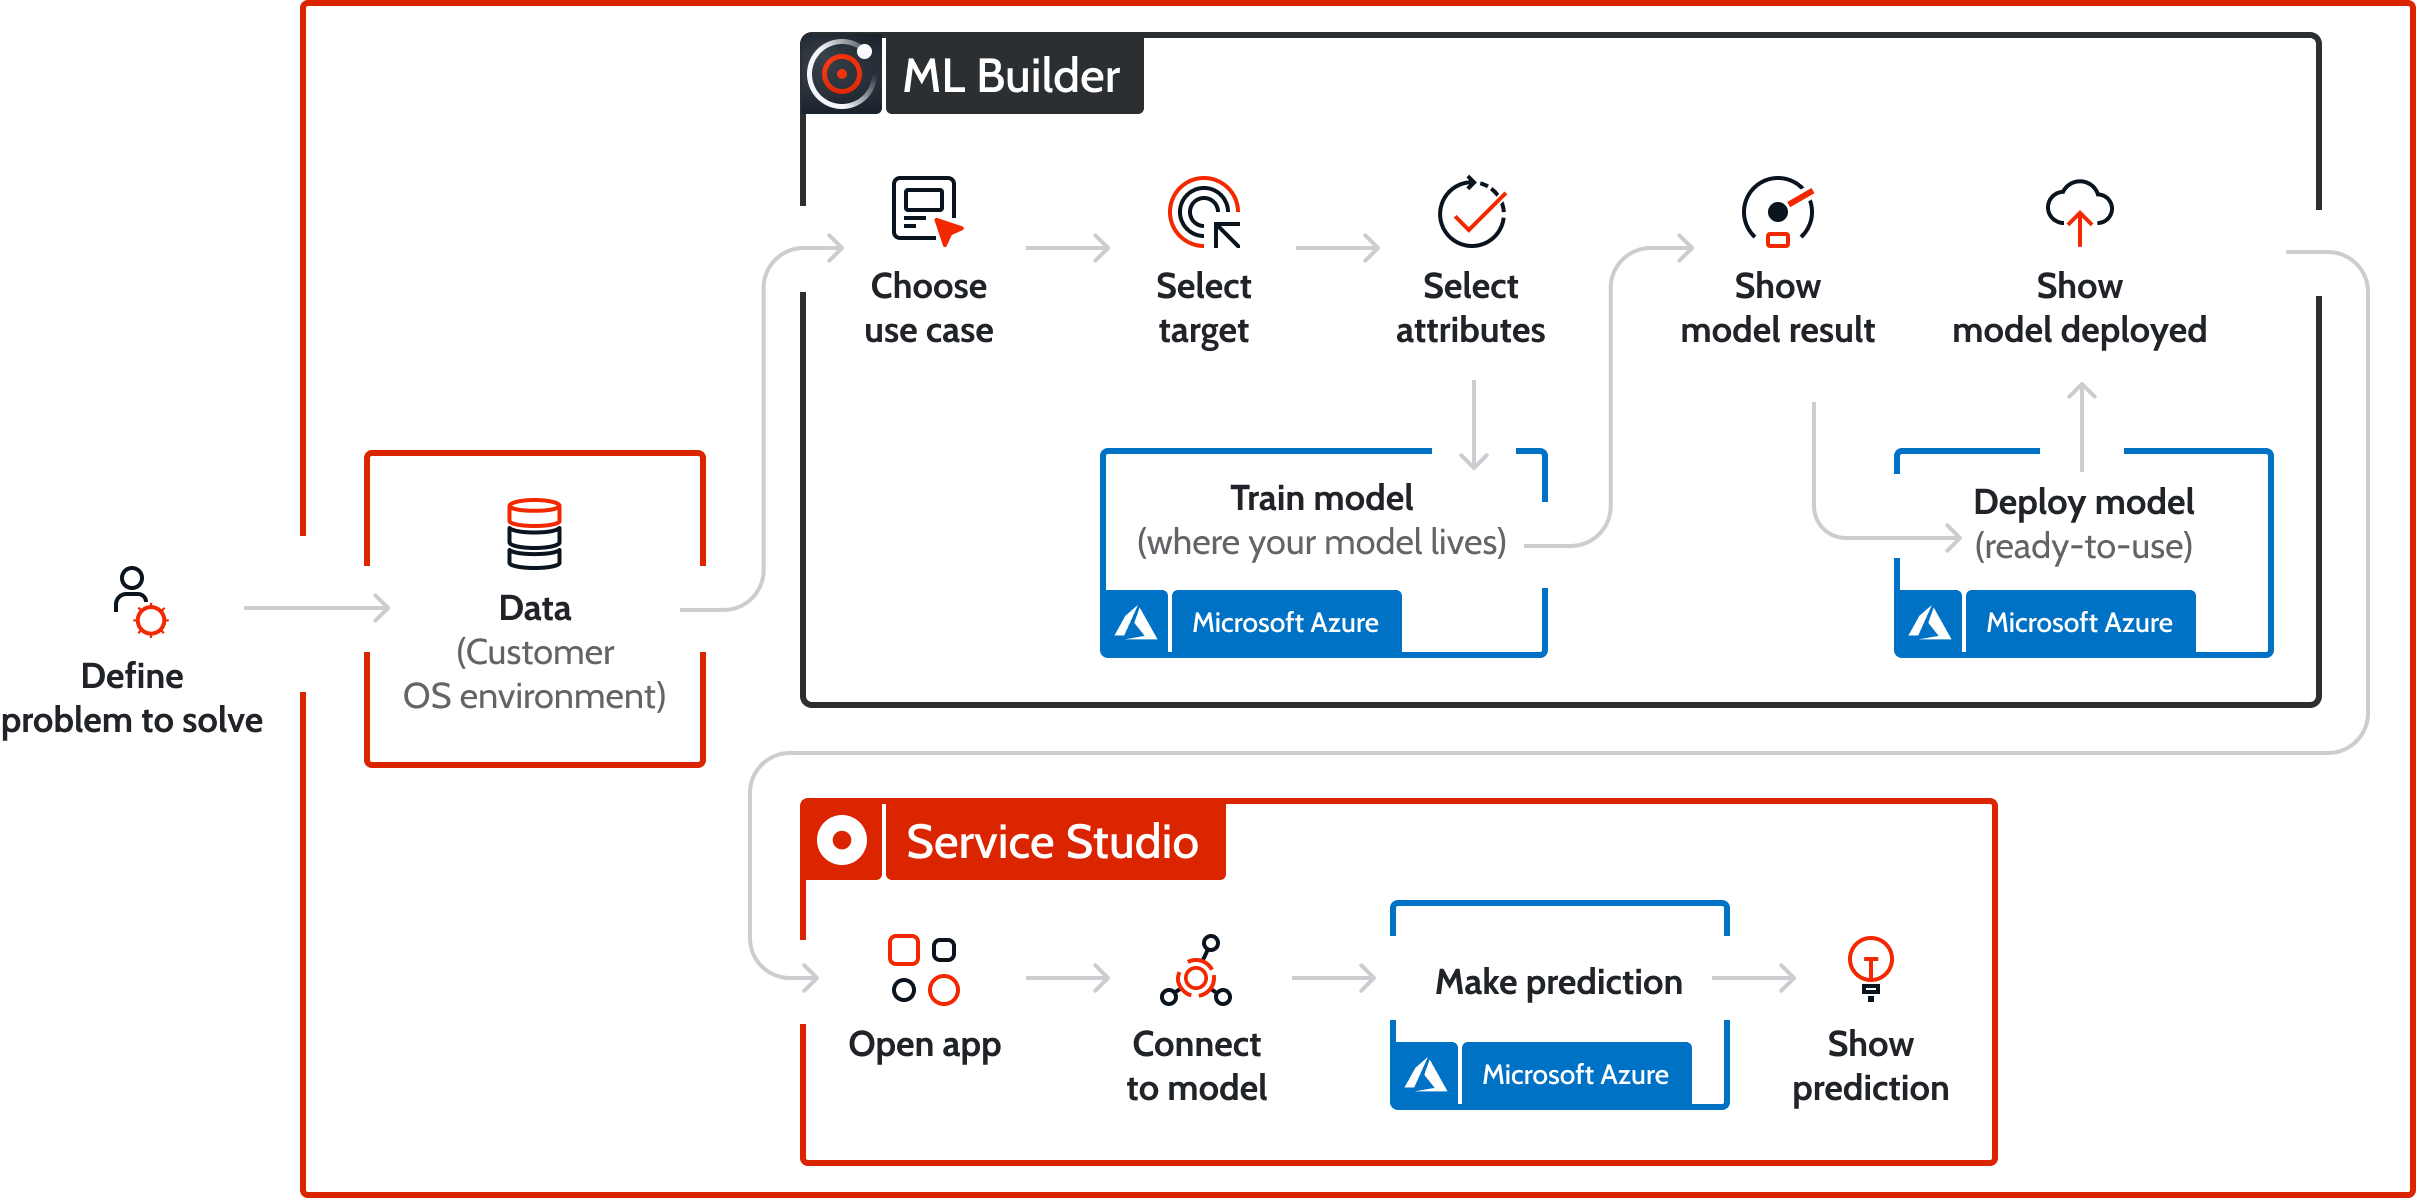 ML Builder
Choose
use case
Select
target
Select
attributes
Show
model result
Show
model deployed
Train model
(where your model lives)
Microsoft Azure
Deploy model
(ready-to-use)
Microsoft Azure
Define
problem to solve
Data
(Customer
OS environment)
Service Studio
Open app
Connect
to model
Make prediction
Microsoft Azure
Show
prediction